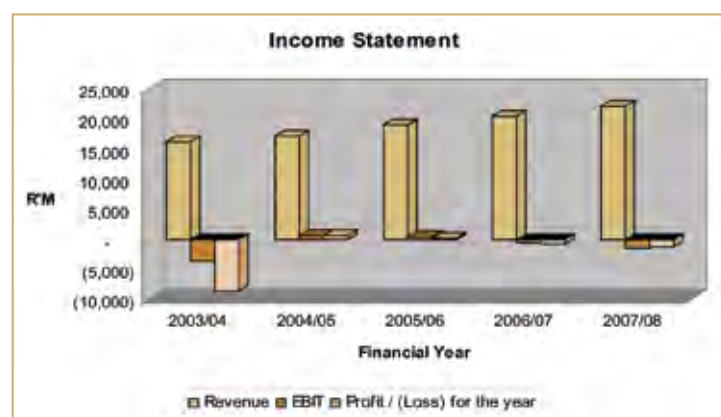 Income Statement
25,000
20,000
15,000
10,000
5,000
-
(5,000)
(10,000)
R'M
2003/04 2004/05 2005/06 2006/07 2007/08
Financial Year
Revenue EBIT Profit / (Loss) for the year